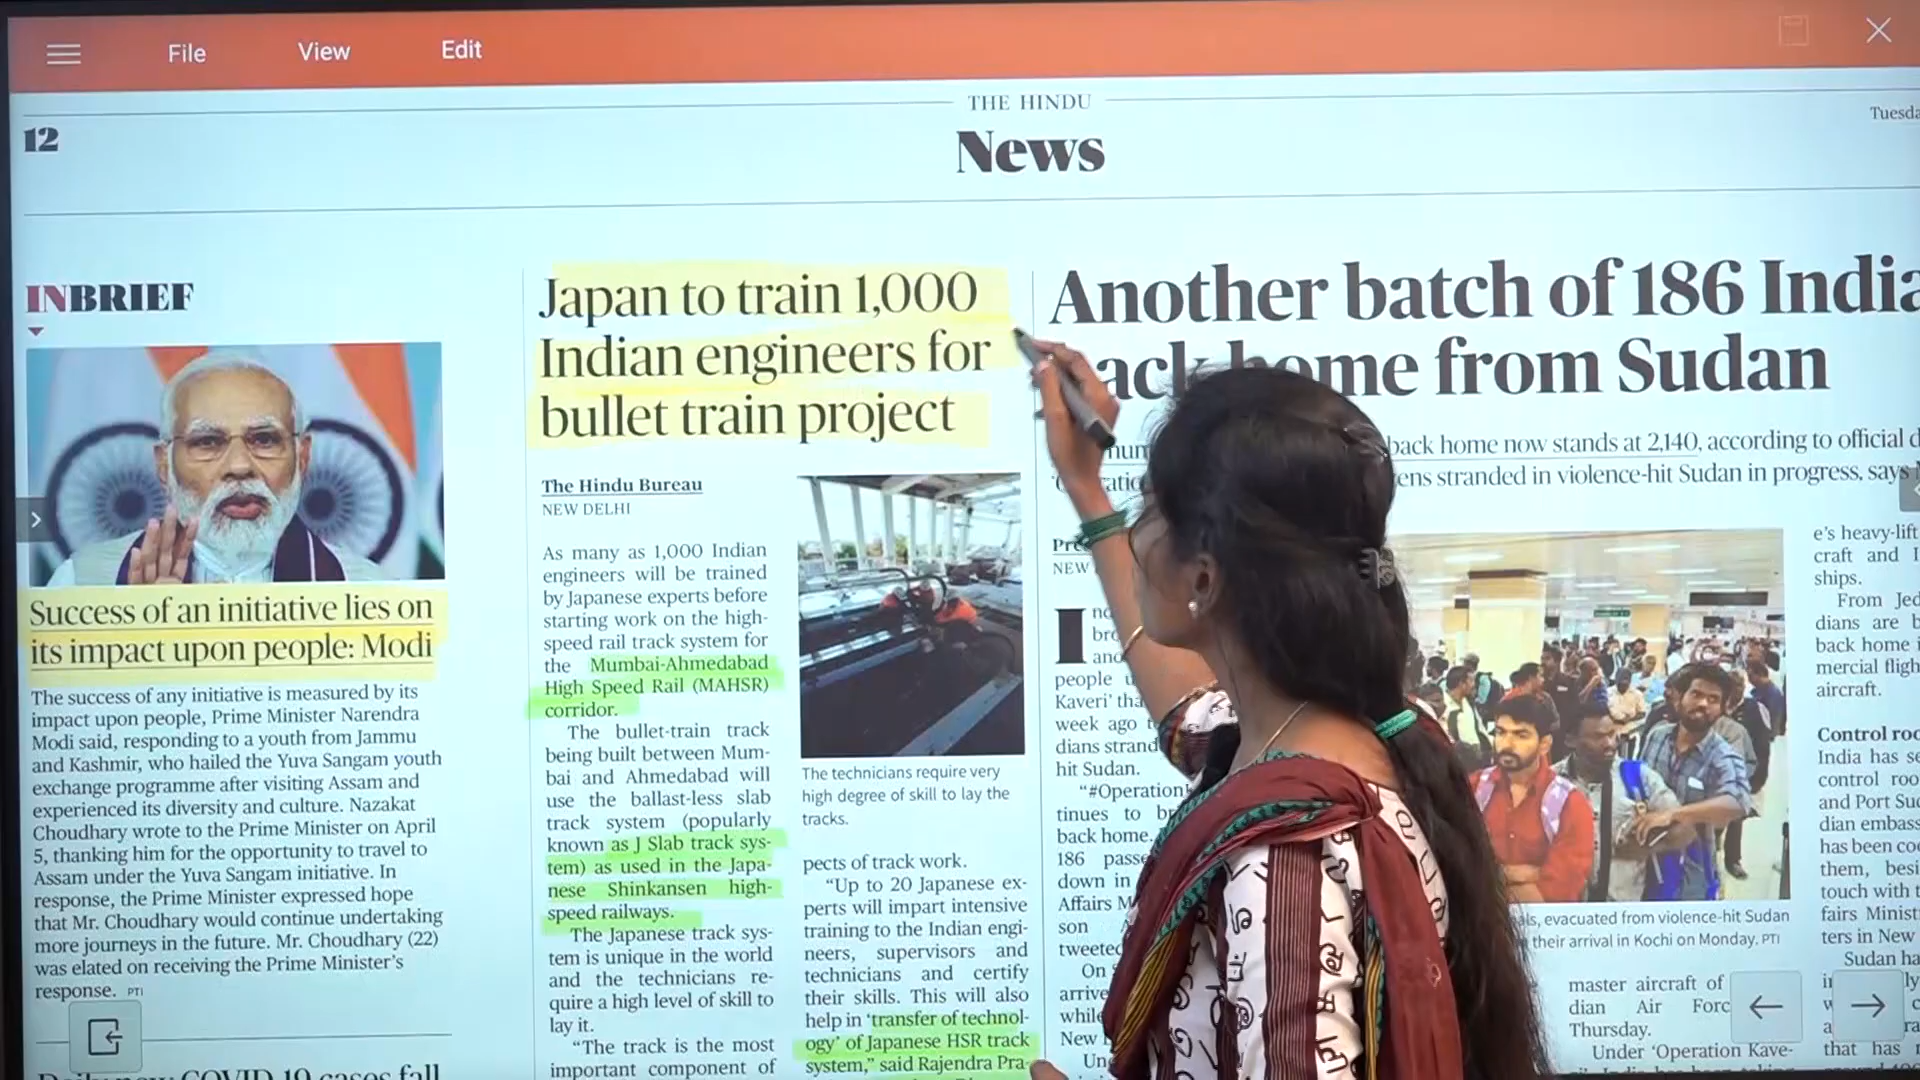 File View Edit
THE HINDU
12
News
Tuesda
INBRIEF
Success of an initiative lies on
its impact upon people: Modi
The success of any initiative is measured by its
impact upon people, Prime Minister Narendra
Modi said, responding to a youth from Jammu
and Kashmir, who hailed the Yuva Sangam youth
exchange programme after visiting Assam and
experienced its diversity and culture. Nazakat
Choudhary wrote to the Prime Minister on April
5, thanking him for the opportunity to travel to
Assam under the Yuva Sangam initiative. In
response, the Prime Minister expressed hope
that Mr. Choudhary would continue undertaking
more journeys in the future. Mr. Choudhary (22)
was elated on receiving the Prime Minister's
response. PTI
COVID-19 cases fall
Japan to train 1,000
Indian engineers for
bullet train project
The Hindu Bureau
NEW DELHI
As many as 1,000 Indian
engineers will be trained
by Japanese experts before
starting work on the high-
speed rail track system for
the Mumbai-Ahmedabad
High Speed Rail (MAHSR)
corridor.
The bullet-train track
being built between Mum-
bai and Ahmedabad will
use the ballast-less slab
track system (popularly
known as J Slab track sys-
tem) as used in the Japa-
nese Shinkansen high-
speed railways.
The Japanese track sys-
tem is unique in the world
and the technicians re-
quire a high level of skill to
lay it.
"The track is the most
important component of
The technicians require very
high degree of skill to lay the
tracks.
pects of track work.
"Up to 20 Japanese ex-
perts will impart intensive
training to the Indian engi-
neers, supervisors and
technicians and certify
their skills. This will also
help in 'transfer of technol-
ogy' of Japanese HSR track
system," said Rajendra Pra-
Another batch of 186 India
back home from Sudan
back home now stands at 2,140, according to official d
ens stranded in violence-hit Sudan in progress, says
NEW
people
Kaveri' tha
week ago
dians strand
hit Sudan.
"#Operation
tinues to br
back home.
186 passe
down in
Affairs M
son
tweeted
On
arrive
while
New
als, evacuated from violence-hit Sudan
their arrival in Kochi on Monday. PTI
master aircraft of
dian Air Forc
Thursday.
Under 'Operation Kave-
e's heavy-lift
craft and I
ships.
From Jed
dians are b
back home i
mercial fligh
aircraft.
Control roo
India has se
control roo
and Port Sud
dian embass
has been coo
them, besi
touch with t
fairs Minist
ters in New
Sudan ha
that has